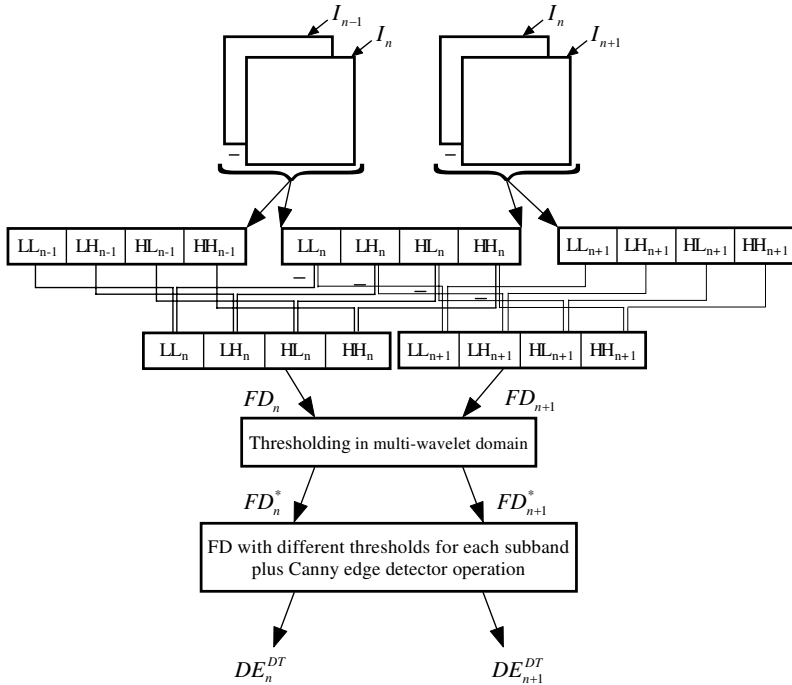 I_{n-1}
I_n
I_n
I_{n+1}
–
–
LL_{n-1} LH_{n-1} HL_{n-1} HH_{n-1}
LL_n LH_n HL_n HH_n
LL_{n+1} LH_{n+1} HL_{n+1} HH_{n+1}
– – – –
LL_n LH_n HL_n HH_n
LL_{n+1} LH_{n+1} HL_{n+1} HH_{n+1}
FD_n
FD_{n+1}
Thresholding in multi-wavelet domain
FD_n^*
FD_{n+1}^*
FD with different thresholds for each subband
plus Canny edge detector operation
DE_n^{DT}
DE_{n+1}^{DT}